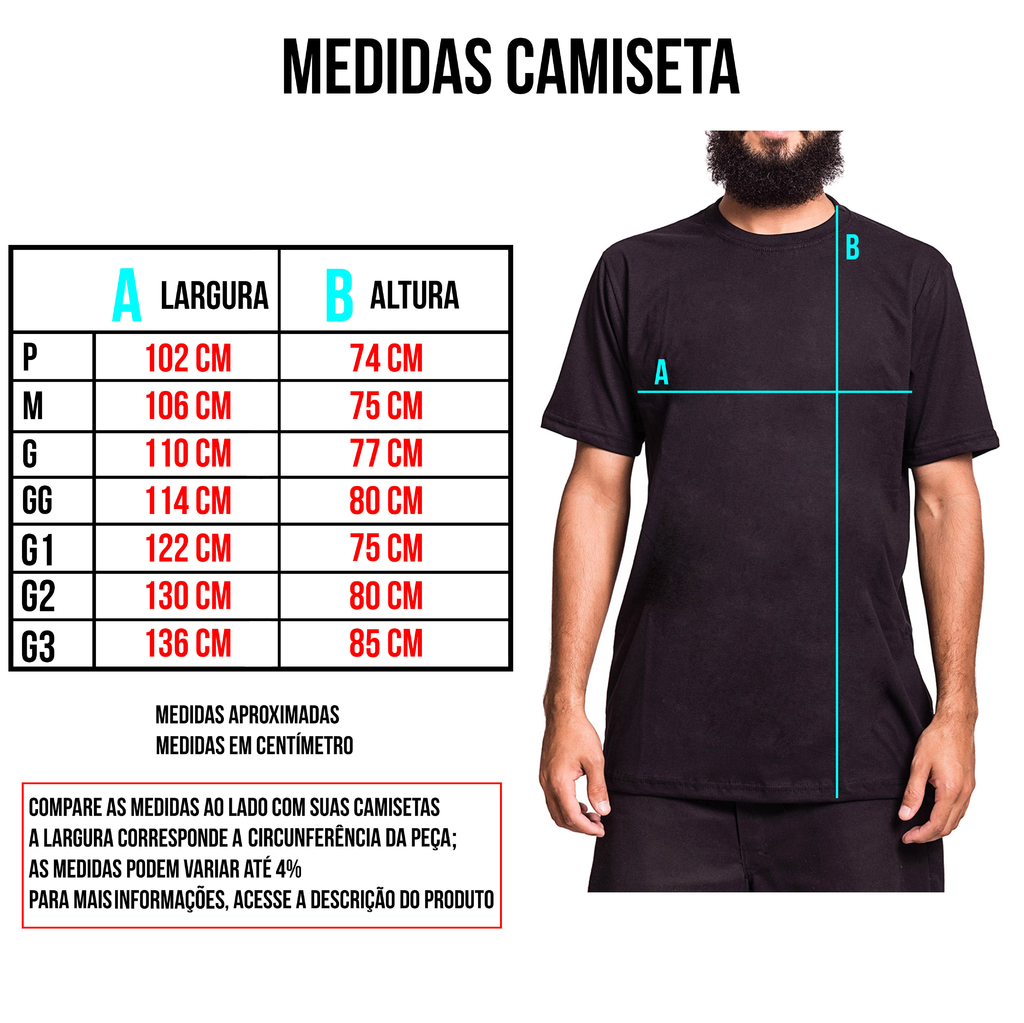 MEDIDAS CAMISETA
A LARGURA B ALTURA
P 102 CM 74 CM
M 106 CM 75 CM
G 110 CM 77 CM
GG 114 CM 80 CM
G1 122 CM 75 CM
G2 130 CM 80 CM
G3 136 CM 85 CM
MEDIDAS APROXIMADAS
MEDIDAS EM CENTÍMETRO
COMPARE AS MEDIDAS AO LADO COM SUAS CAMISETAS
A LARGURA CORRESPONDE A CIRCUNFERÊNCIA DA PEÇA;
AS MEDIDAS PODEM VARIAR ATÉ 4%
PARA MAIS INFORMAÇÕES, ACESSE A DESCRIÇÃO DO PRODUTO
B
A